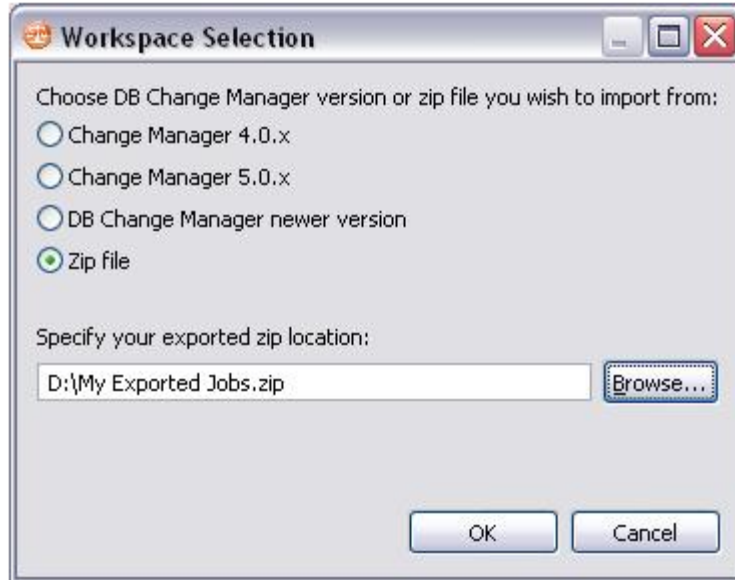 Workspace Selection
Choose DB Change Manager version or zip file you wish to import from:
Change Manager 4.0.x
Change Manager 5.0.x
DB Change Manager newer version
Zip file
Specify your exported zip location:
D:\My Exported Jobs.zip
Browse...
OK
Cancel